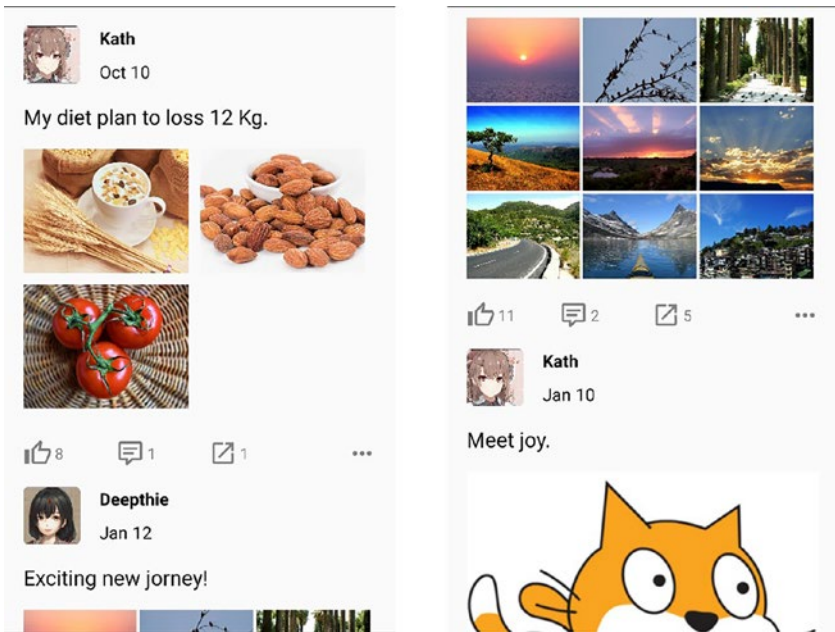 Kath
Oct 10
My diet plan to loss 12 Kg.
8 1 1
Deepthie
Jan 12
Exciting new jorney!
11 2 5
Kath
Jan 10
Meet joy.